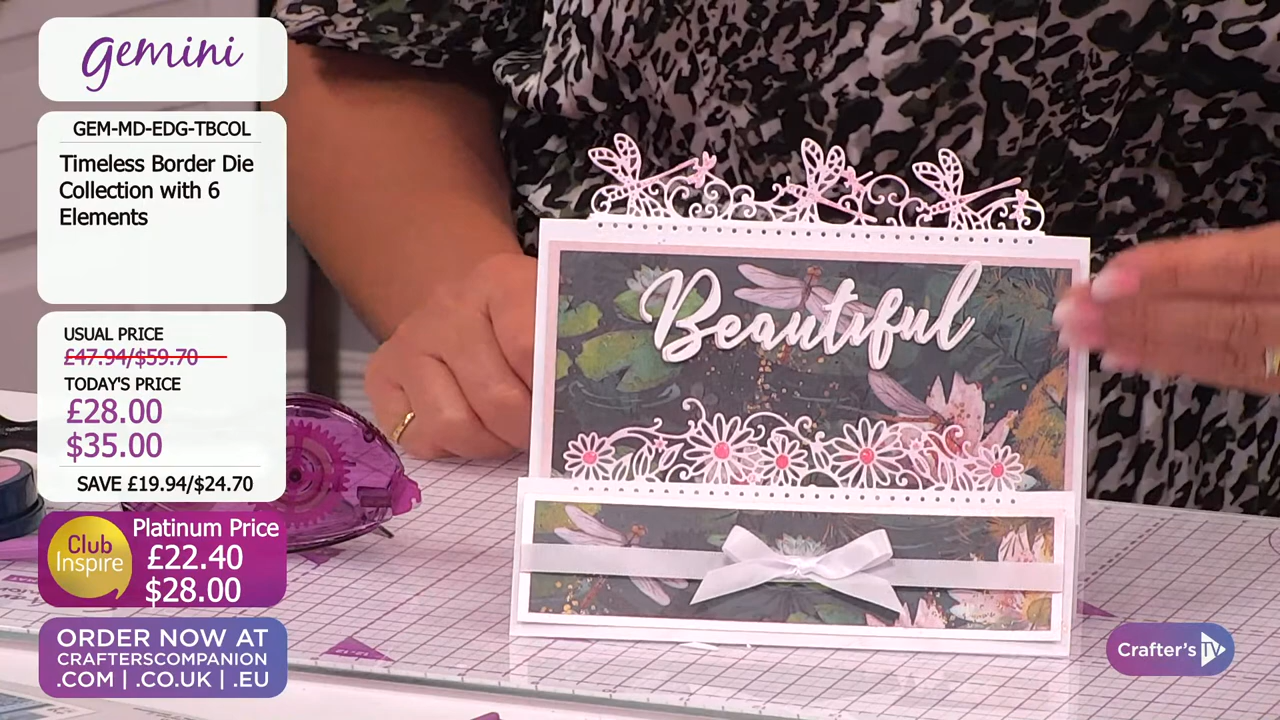 gemini
GEM-MD-EDG-TBCOL
Timeless Border Die
Collection with 6
Elements
USUAL PRICE
£47.94/$59.70
TODAY'S PRICE
£28.00
$35.00
SAVE £19.94/$24.70
Club
Inspire
Platinum Price
£22.40
$28.00
ORDER NOW AT
CRAFTERSCOMPANION
.COM | .CO.UK | .EU
Beautiful
Crafter's TV